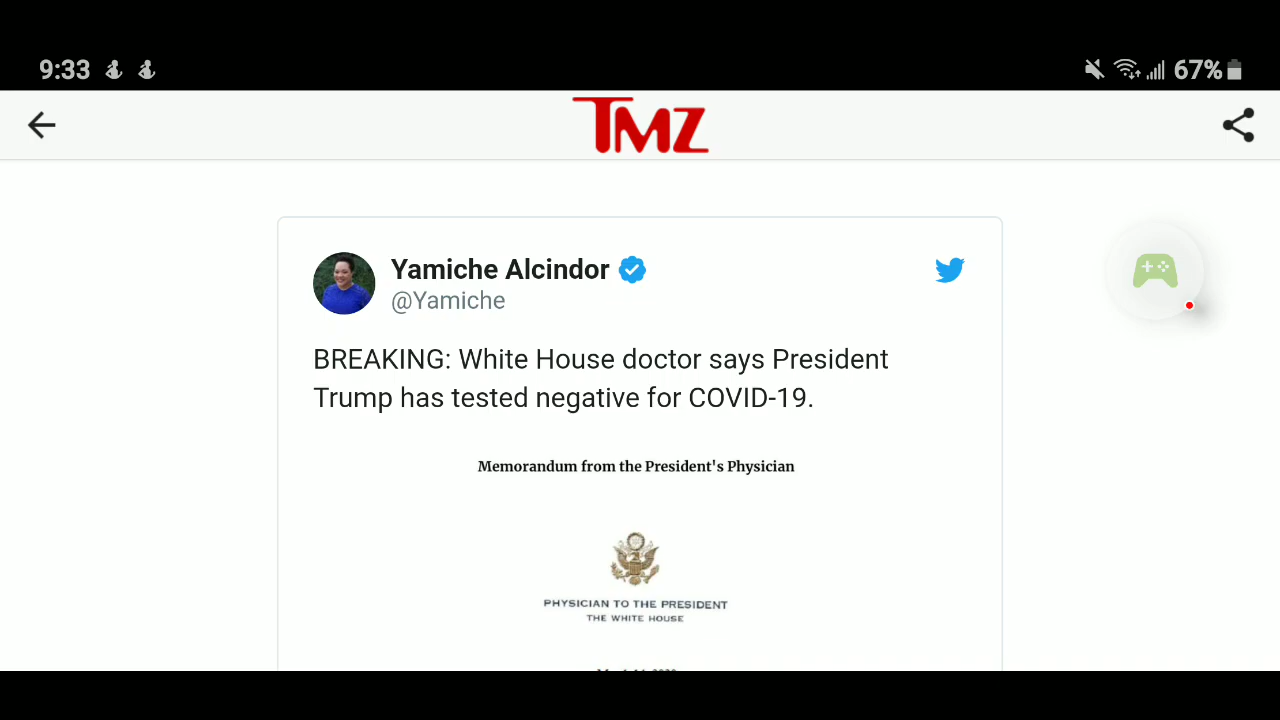 9:33
67%
TMZ
Yamiche Alcindor
@Yamiche
BREAKING: White House doctor says President
Trump has tested negative for COVID-19.
Memorandum from the President's Physician
PHYSICIAN TO THE PRESIDENT
THE WHITE HOUSE